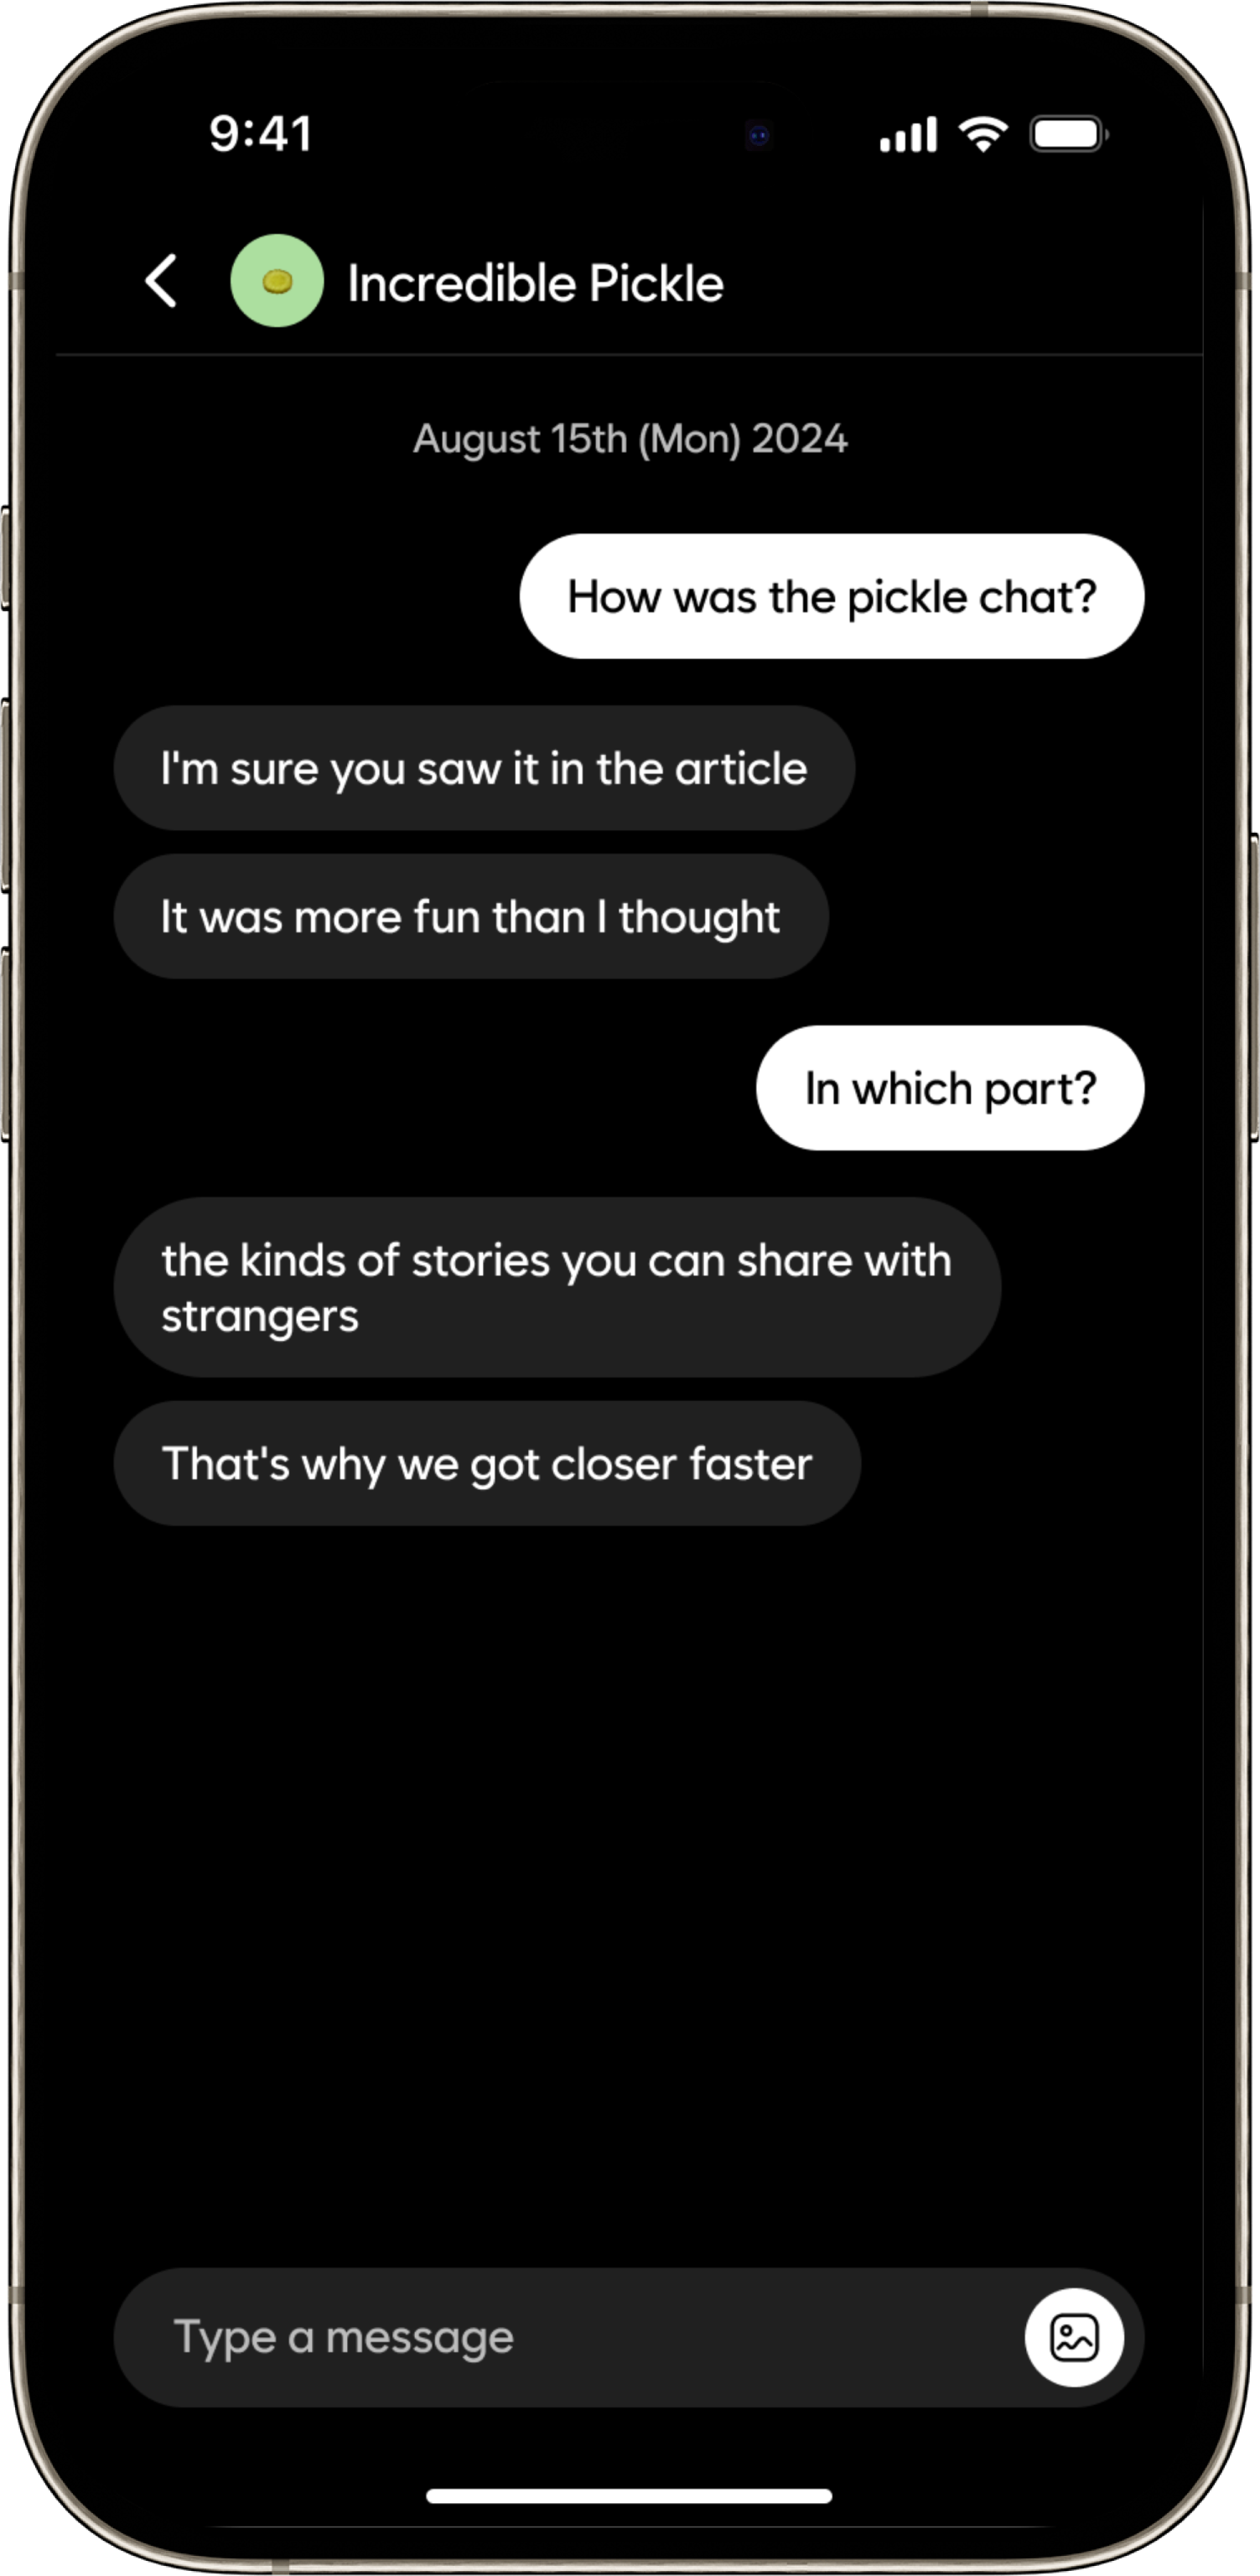 9:41
Incredible Pickle
August 15th (Mon) 2024
How was the pickle chat?
I'm sure you saw it in the article
It was more fun than I thought
In which part?
the kinds of stories you can share with
strangers
That's why we got closer faster
Type a message